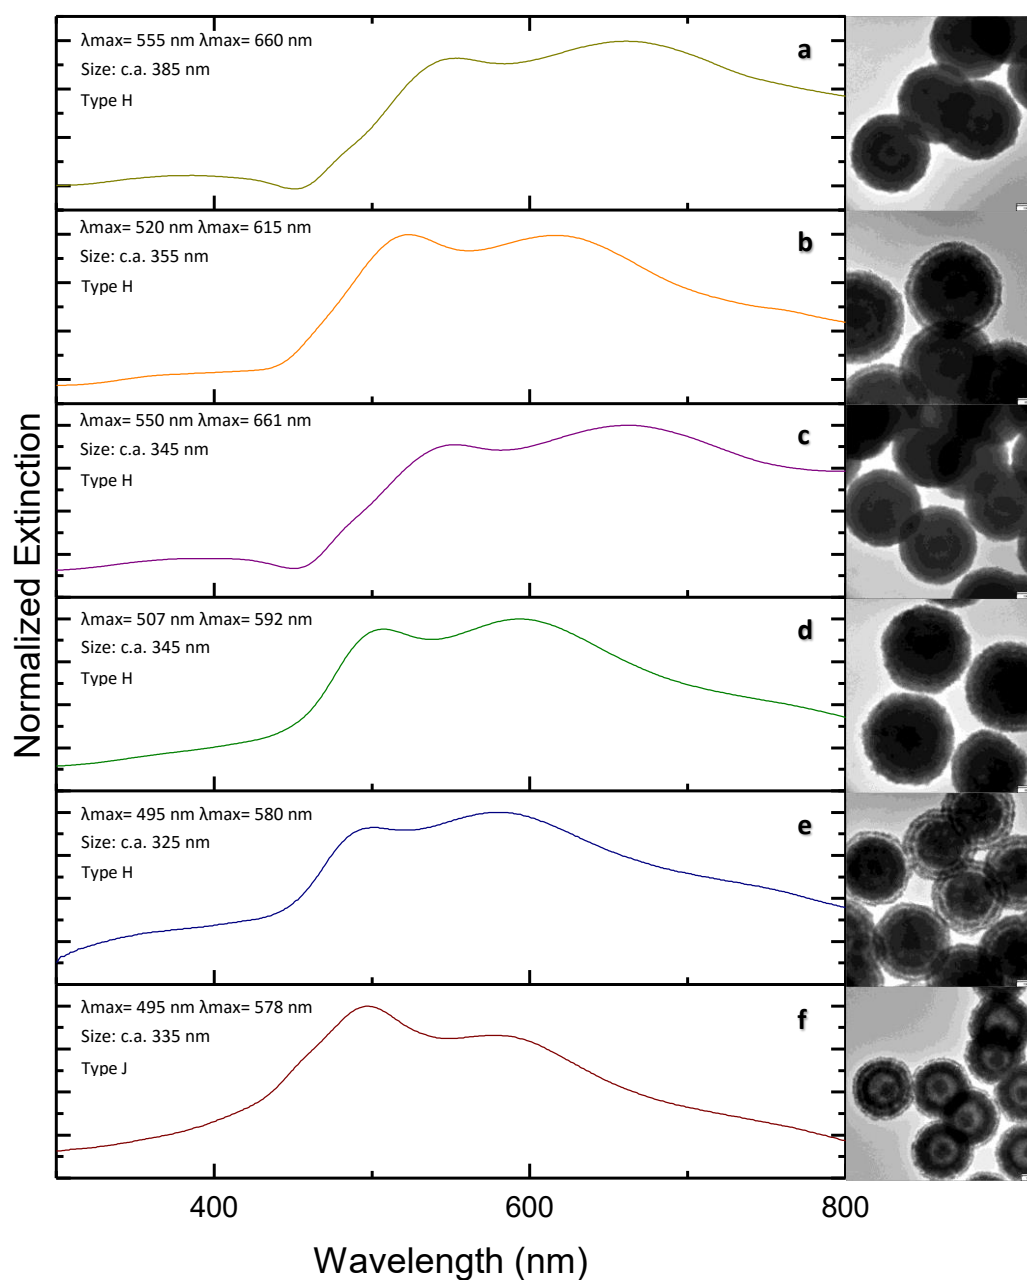 λmax= 555 nm λmax= 660 nm
Size: c.a. 385 nm
Type H
a
λmax= 520 nm λmax= 615 nm
Size: c.a. 355 nm
Type H
b
λmax= 550 nm λmax= 661 nm
Size: c.a. 345 nm
Type H
c
λmax= 507 nm λmax= 592 nm
Size: c.a. 345 nm
Type H
d
λmax= 495 nm λmax= 580 nm
Size: c.a. 325 nm
Type H
e
λmax= 495 nm λmax= 578 nm
Size: c.a. 335 nm
Type J
f
Normalized Extinction
400 600 800
Wavelength (nm)